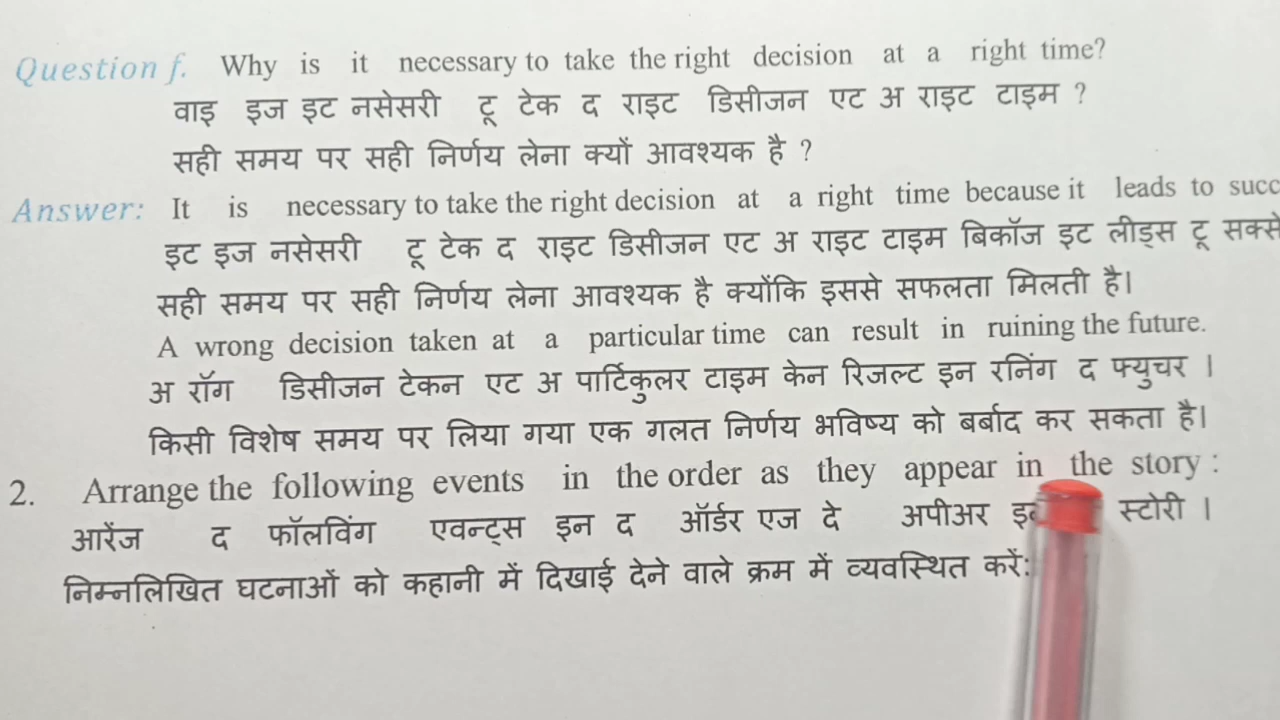 Question f. Why is it necessary to take the right decision at a right time?
वाइ इज इट नसेसरी टू टेक द राइट डिसीजन एट अ राइट टाइम ?
सही समय पर सही निर्णय लेना क्यों आवश्यक है ?
Answer: It is necessary to take the right decision at a right time because it leads to succ
इट इज नसेसरी टू टेक द राइट डिसीजन एट अ राइट टाइम बिकॉज इट लीड्स टू सक्से
सही समय पर सही निर्णय लेना आवश्यक है क्योंकि इससे सफलता मिलती है।
A wrong decision taken at a particular time can result in ruining the future.
अ रॉग डिसीजन टेकन एट अ पार्टिकुलर टाइम केन रिजल्ट इन रनिंग द फ्युचर ।
किसी विशेष समय पर लिया गया एक गलत निर्णय भविष्य को बर्बाद कर सकता है।
2. Arrange the following events in the order as they appear in the story :
आरेंज द फॉलविंग एवन्ट्स इन द ऑर्डर एज दे अपीअर स्टोरी ।
निम्नलिखित घटनाओं को कहानी में दिखाई देने वाले क्रम में व्यवस्थित करें: